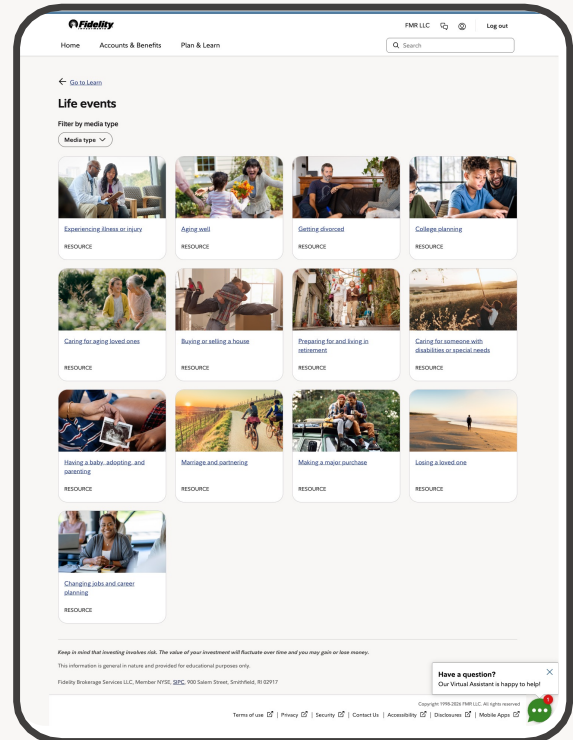 Fidelity
INVESTMENTS
FMR LLC
Log out
Home
Accounts & Benefits
Plan & Learn
Search
Go to Learn
Life events
Filter by media type
Media type
Experiencing illness or injury
RESOURCE
Aging well
RESOURCE
Getting divorced
RESOURCE
College planning
RESOURCE
Caring for aging loved ones
RESOURCE
Buying or selling a house
RESOURCE
Preparing for and living in
retirement
RESOURCE
Caring for someone with
disabilities or special needs
RESOURCE
Having a baby, adopting, and
parenting
RESOURCE
Marriage and partnering
RESOURCE
Making a major purchase
RESOURCE
Losing a loved one
RESOURCE
Changing jobs and career
planning
RESOURCE
Keep in mind that investing involves risk. The value of your investment will fluctuate over time and you may gain or lose money.
This information is general in nature and provided for educational purposes only.
Fidelity Brokerage Services LLC, Member NYSE, SIPC, 900 Salem Street, Smithfield, RI 02917
Have a question?
Our Virtual Assistant is happy to help!
1
Copyright 1998-2026 FMR LLC. All rights reserved
Terms of use | Privacy | Security | Contact Us | Accessibility | Disclosures | Mobile Apps